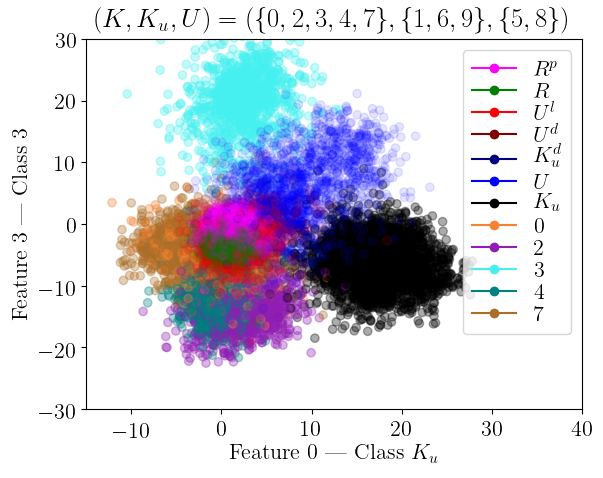 (K, K_u, U) = ({0, 2, 3, 4, 7}, {1, 6, 9}, {5, 8})
30
20
10
0
−10
−20
−30
Feature 3 — Class 3
−10 0 10 20 30 40
Feature 0 — Class K_u
R^p
R
U^l
U^d
K_u^d
U
K_u
0
2
3
4
7